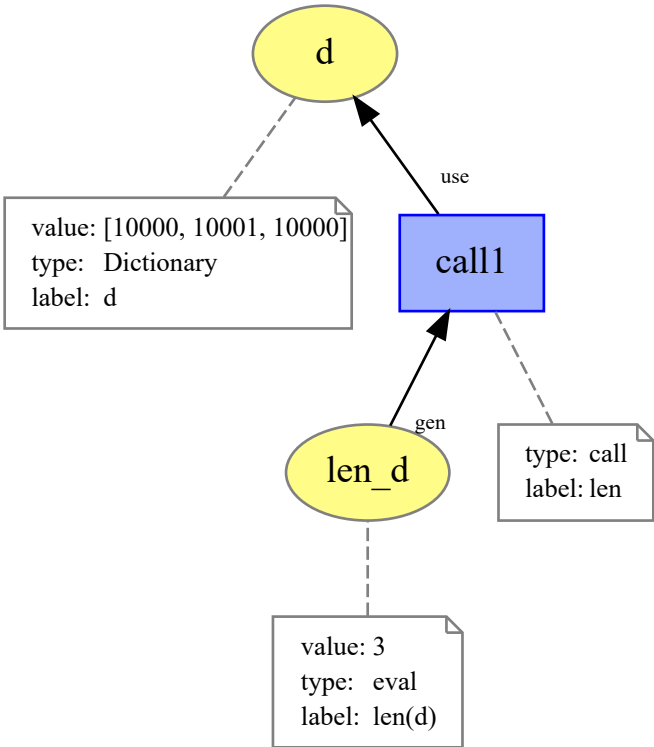 d
use
value: [10000, 10001, 10000]
type: Dictionary
label: d
call1
gen
len_d
type: call
label: len
value: 3
type: eval
label: len(d)